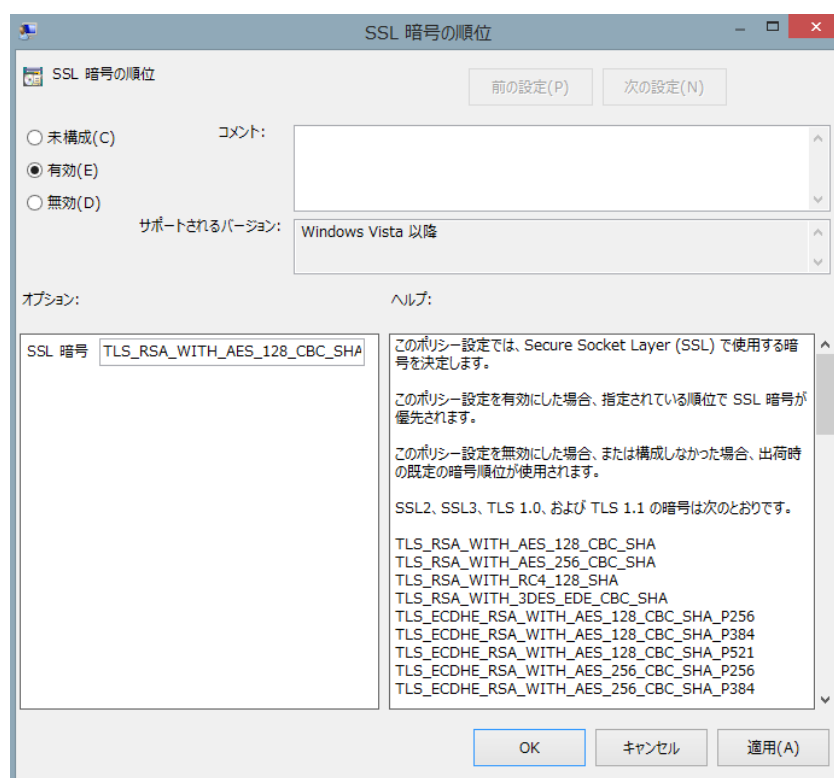 SSL 暗号の順位
SSL 暗号の順位
前の設定(P)
次の設定(N)
未構成(C)
コメント:
有効(E)
無効(D)
サポートされるバージョン:
Windows Vista 以降
オプション:
ヘルプ:
SSL 暗号
TLS_RSA_WITH_AES_128_CBC_SHA
このポリシー設定では、Secure Socket Layer (SSL) で使用する暗
号を決定します。
このポリシー設定を有効にした場合、指定されている順位で SSL 暗号が
優先されます。
このポリシー設定を無効にした場合、または構成しなかった場合、出荷時
の既定の暗号順位が使用されます。
SSL2、SSL3、TLS 1.0、および TLS 1.1 の暗号は次のとおりです。
TLS_RSA_WITH_AES_128_CBC_SHA
TLS_RSA_WITH_AES_256_CBC_SHA
TLS_RSA_WITH_RC4_128_SHA
TLS_RSA_WITH_3DES_EDE_CBC_SHA
TLS_ECDHE_RSA_WITH_AES_128_CBC_SHA_P256
TLS_ECDHE_RSA_WITH_AES_128_CBC_SHA_P384
TLS_ECDHE_RSA_WITH_AES_128_CBC_SHA_P521
TLS_ECDHE_RSA_WITH_AES_256_CBC_SHA_P256
TLS_ECDHE_RSA_WITH_AES_256_CBC_SHA_P384
OK
キャンセル
適用(A)